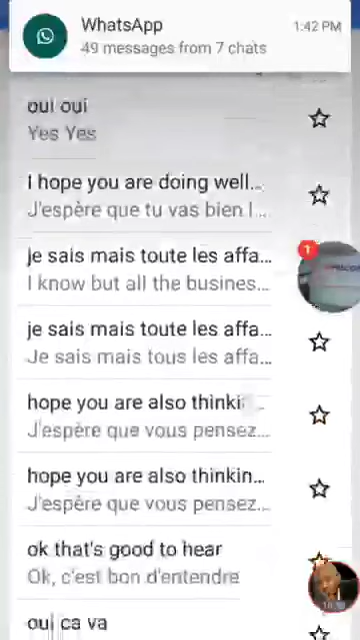 WhatsApp
1:42 PM
49 messages from 7 chats
oui oui
Yes Yes
i hope you are doing well...
J'espère que tu vas bien l...
je sais mais toute les affa...
I know but all the busines...
1
je sais mais toute les affa...
Je sais mais tous les affa...
hope you are also thinki
J'espère que vous pensez...
hope you are also thinkin...
J'espère que vous pensez...
ok that's good to hear
Ok, c'est bon d'entendre
oui ca va